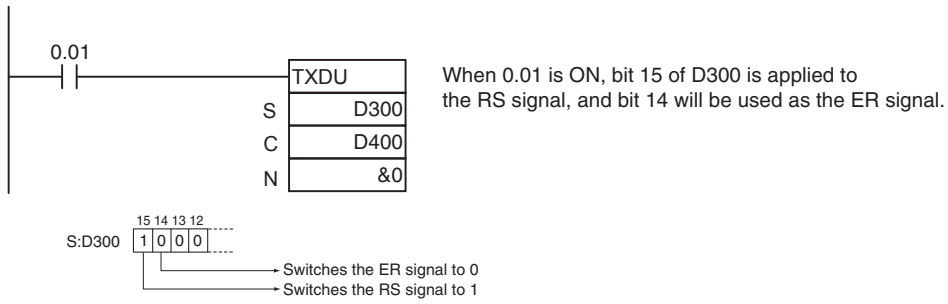 0.01
TXDU
S D300
C D400
N &0
When 0.01 is ON, bit 15 of D300 is applied to
the RS signal, and bit 14 will be used as the ER signal.
15 14 13 12
S:D300 1 0 0 0
Switches the ER signal to 0
Switches the RS signal to 1